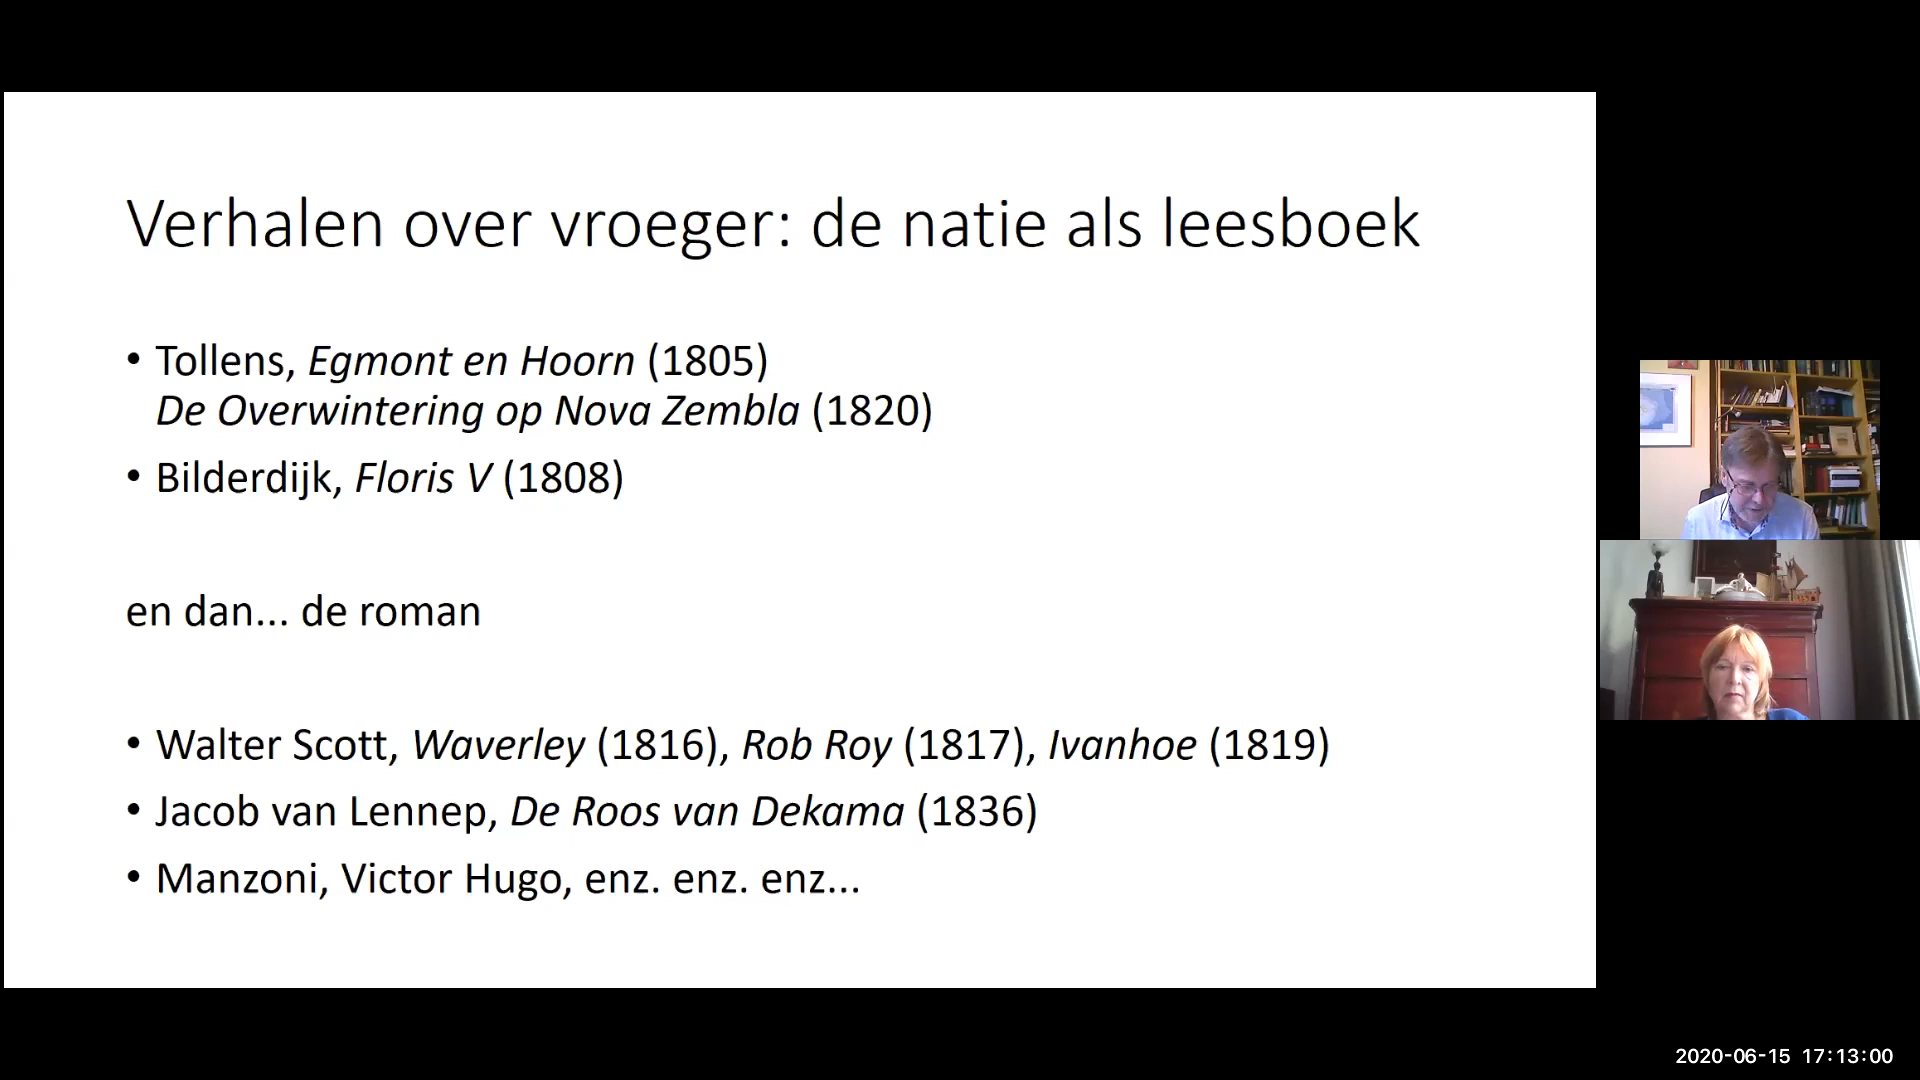 Verhalen over vroeger: de natie als leesboek
• Tollens, Egmont en Hoorn (1805)
De Overwintering op Nova Zembla (1820)
• Bilderdijk, Floris V (1808)
en dan... de roman
• Walter Scott, Waverley (1816), Rob Roy (1817), Ivanhoe (1819)
• Jacob van Lennep, De Roos van Dekama (1836)
• Manzoni, Victor Hugo, enz. enz. enz...
2020-06-15 17:13:00